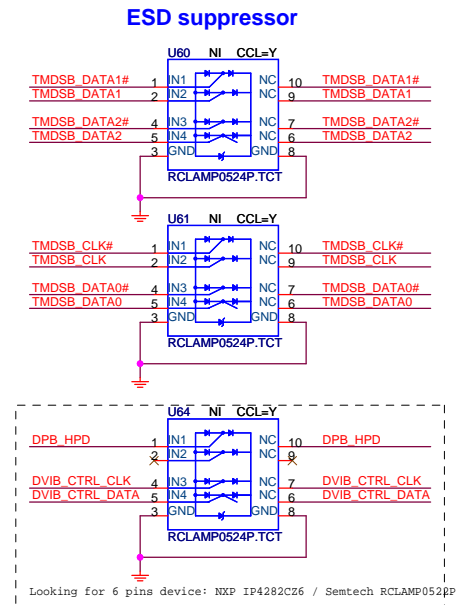 ESD suppressor
U60 NI CCL=Y
TMDSB_DATA1# 1 IN1 NC 10 TMDSB_DATA1#
TMDSB_DATA1 2 IN2 NC 9 TMDSB_DATA1
TMDSB_DATA2# 4 IN3 NC 7 TMDSB_DATA2#
TMDSB_DATA2 5 IN4 NC 6 TMDSB_DATA2
3 GND GND 8
RCLAMP0524P.TCT
U61 NI CCL=Y
TMDSB_CLK# 1 IN1 NC 10 TMDSB_CLK#
TMDSB_CLK 2 IN2 NC 9 TMDSB_CLK
TMDSB_DATA0# 4 IN3 NC 7 TMDSB_DATA0#
TMDSB_DATA0 5 IN4 NC 6 TMDSB_DATA0
3 GND GND 8
RCLAMP0524P.TCT
U64 NI CCL=Y
DPB_HPD 1 IN1 NC 10 DPB_HPD
2 IN2 NC 9
DVIB_CTRL_CLK 4 IN3 NC 7 DVIB_CTRL_CLK
DVIB_CTRL_DATA 5 IN4 NC 6 DVIB_CTRL_DATA
3 GND GND 8
RCLAMP0524P.TCT
Looking for 6 pins device: NXP IP4282CZ6 / Semtech RCLAMP0522P